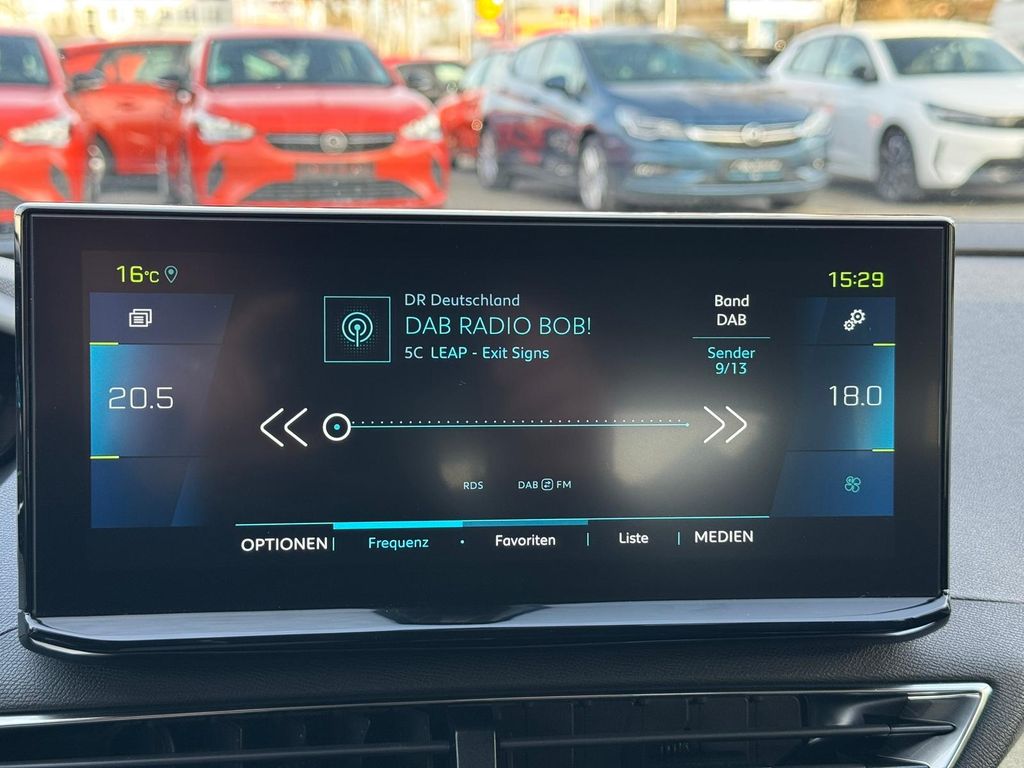 16°C
15:29
DR Deutschland
DAB RADIO BOB!
5C LEAP - Exit Signs
Band
DAB
Sender
9/13
20.5
18.0
RDS
DAB FM
OPTIONEN | Frequenz • Favoriten | Liste | MEDIEN